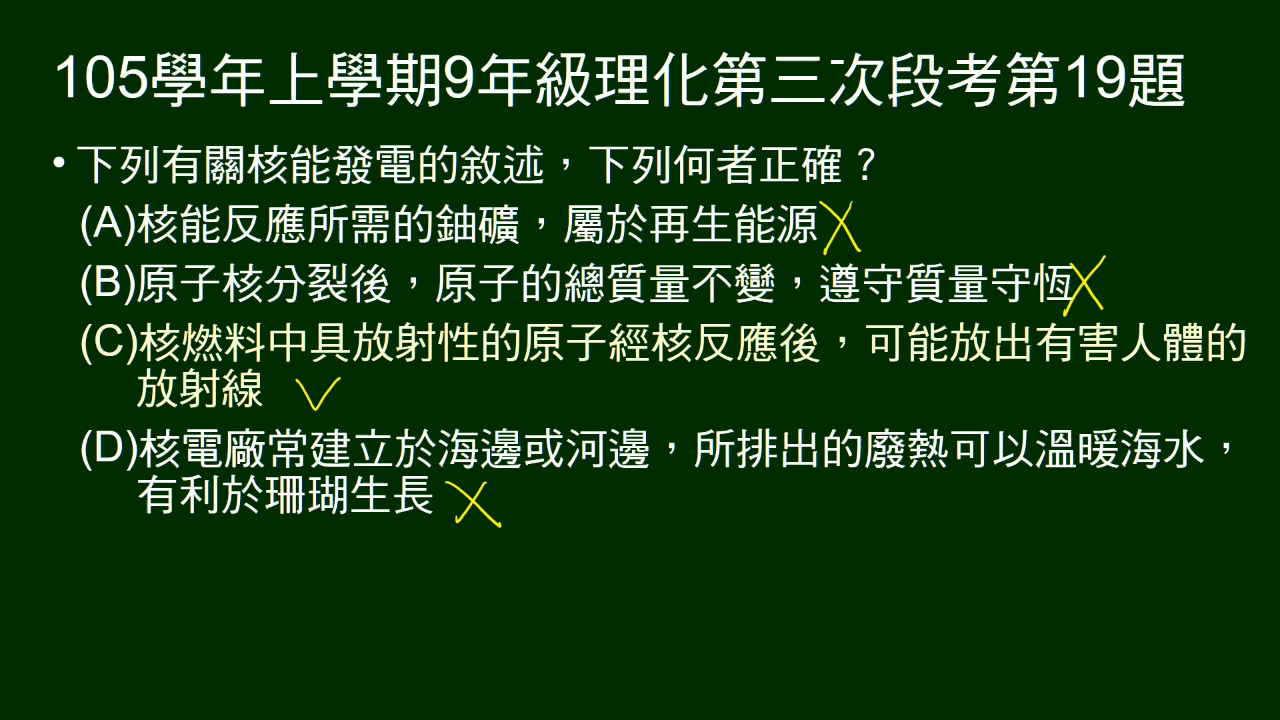 105學年上學期9年級理化第三次段考第19題
•下列有關核能發電的敘述，下列何者正確？
(A)核能反應所需的鈾礦，屬於再生能源
(B)原子核分裂後，原子的總質量不變，遵守質量守恆
(C)核燃料中具放射性的原子經核反應後，可能放出有害人體的
放射線
(D)核電廠常建立於海邊或河邊，所排出的廢熱可以溫暖海水，
有利於珊瑚生長